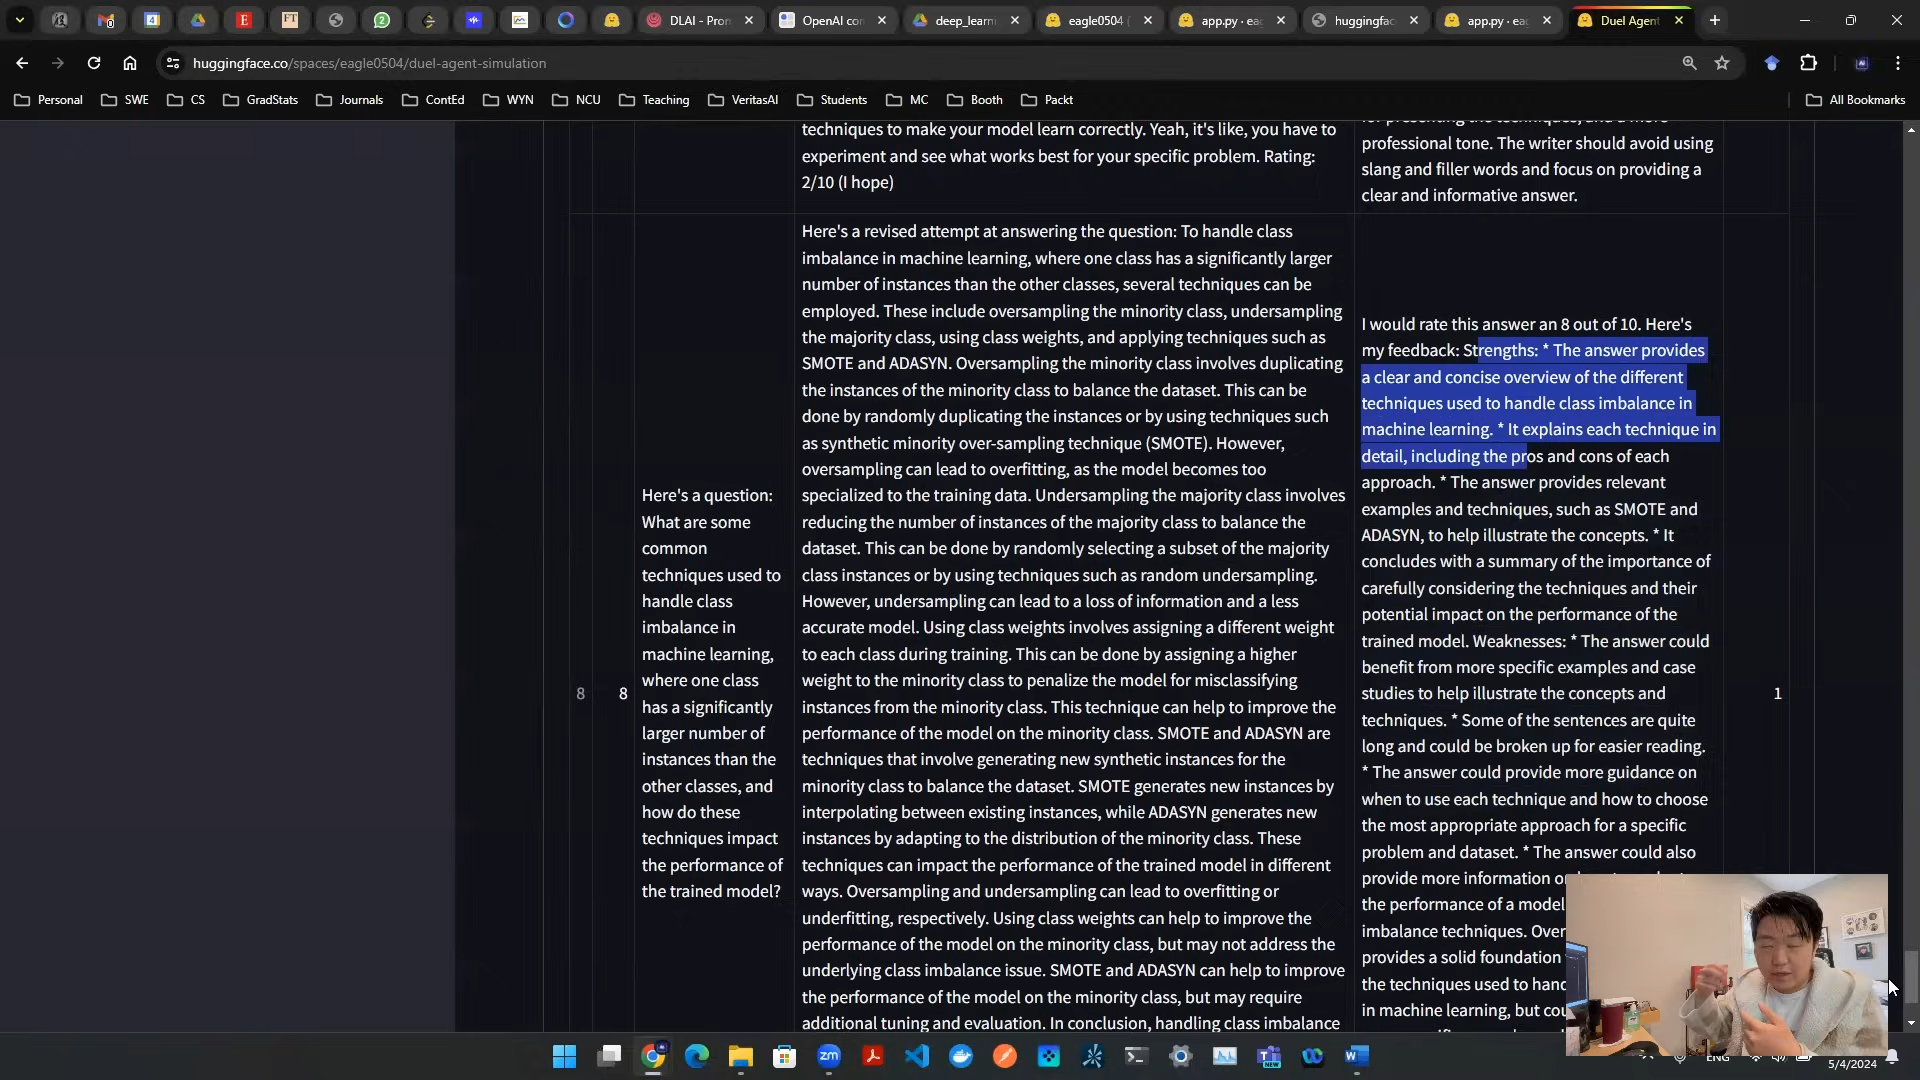 DLAI - Pron
OpenAI con
deep_learni
eagle0504 (
app.py · ea
huggingfac
app.py · ea
Duel Agent
huggingface.co/spaces/eagle0504/duel-agent-simulation
Personal
SWE
CS
GradStats
Journals
ContEd
WYN
NCU
Teaching
VeritasAI
Students
MC
Booth
Packt
All Bookmarks
techniques to make your model learn correctly. Yeah, it's like, you have to
experiment and see what works best for your specific problem. Rating:
2/10 (I hope)
for presenting the techniques, and a more
professional tone. The writer should avoid using
slang and filler words and focus on providing a
clear and informative answer.
8
8
Here's a question:
What are some
common
techniques used to
handle class
imbalance in
machine learning,
where one class
has a significantly
larger number of
instances than the
other classes, and
how do these
techniques impact
the performance of
the trained model?
Here's a revised attempt at answering the question: To handle class
imbalance in machine learning, where one class has a significantly larger
number of instances than the other classes, several techniques can be
employed. These include oversampling the minority class, undersampling
the majority class, using class weights, and applying techniques such as
SMOTE and ADASYN. Oversampling the minority class involves duplicating
the instances of the minority class to balance the dataset. This can be
done by randomly duplicating the instances or by using techniques such
as synthetic minority over-sampling technique (SMOTE). However,
oversampling can lead to overfitting, as the model becomes too
specialized to the training data. Undersampling the majority class involves
reducing the number of instances of the majority class to balance the
dataset. This can be done by randomly selecting a subset of the majority
class instances or by using techniques such as random undersampling.
However, undersampling can lead to a loss of information and a less
accurate model. Using class weights involves assigning a different weight
to each class during training. This can be done by assigning a higher
weight to the minority class to penalize the model for misclassifying
instances from the minority class. This technique can help to improve the
performance of the model on the minority class. SMOTE and ADASYN are
techniques that involve generating new synthetic instances for the
minority class to balance the dataset. SMOTE generates new instances by
interpolating between existing instances, while ADASYN generates new
instances by adapting to the distribution of the minority class. These
techniques can impact the performance of the trained model in different
ways. Oversampling and undersampling can lead to overfitting or
underfitting, respectively. Using class weights can help to improve the
performance of the model on the minority class, but may not address the
underlying class imbalance issue. SMOTE and ADASYN can help to improve
the performance of the model on the minority class, but may require
additional tuning and evaluation. In conclusion, handling class imbalance
I would rate this answer an 8 out of 10. Here's
my feedback: Strengths: * The answer provides
a clear and concise overview of the different
techniques used to handle class imbalance in
machine learning. * It explains each technique in
detail, including the pros and cons of each
approach. * The answer provides relevant
examples and techniques, such as SMOTE and
ADASYN, to help illustrate the concepts. * It
concludes with a summary of the importance of
carefully considering the techniques and their
potential impact on the performance of the
trained model. Weaknesses: * The answer could
benefit from more specific examples and case
studies to help illustrate the concepts and
techniques. * Some of the sentences are quite
long and could be broken up for easier reading.
* The answer could provide more guidance on
when to use each technique and how to choose
the most appropriate approach for a specific
problem and dataset. * The answer could also
provide more information o
the performance of a model
imbalance techniques. Over
provides a solid foundation
the techniques used to hand
in machine learning, but cou
1
ENG
5/4/2024